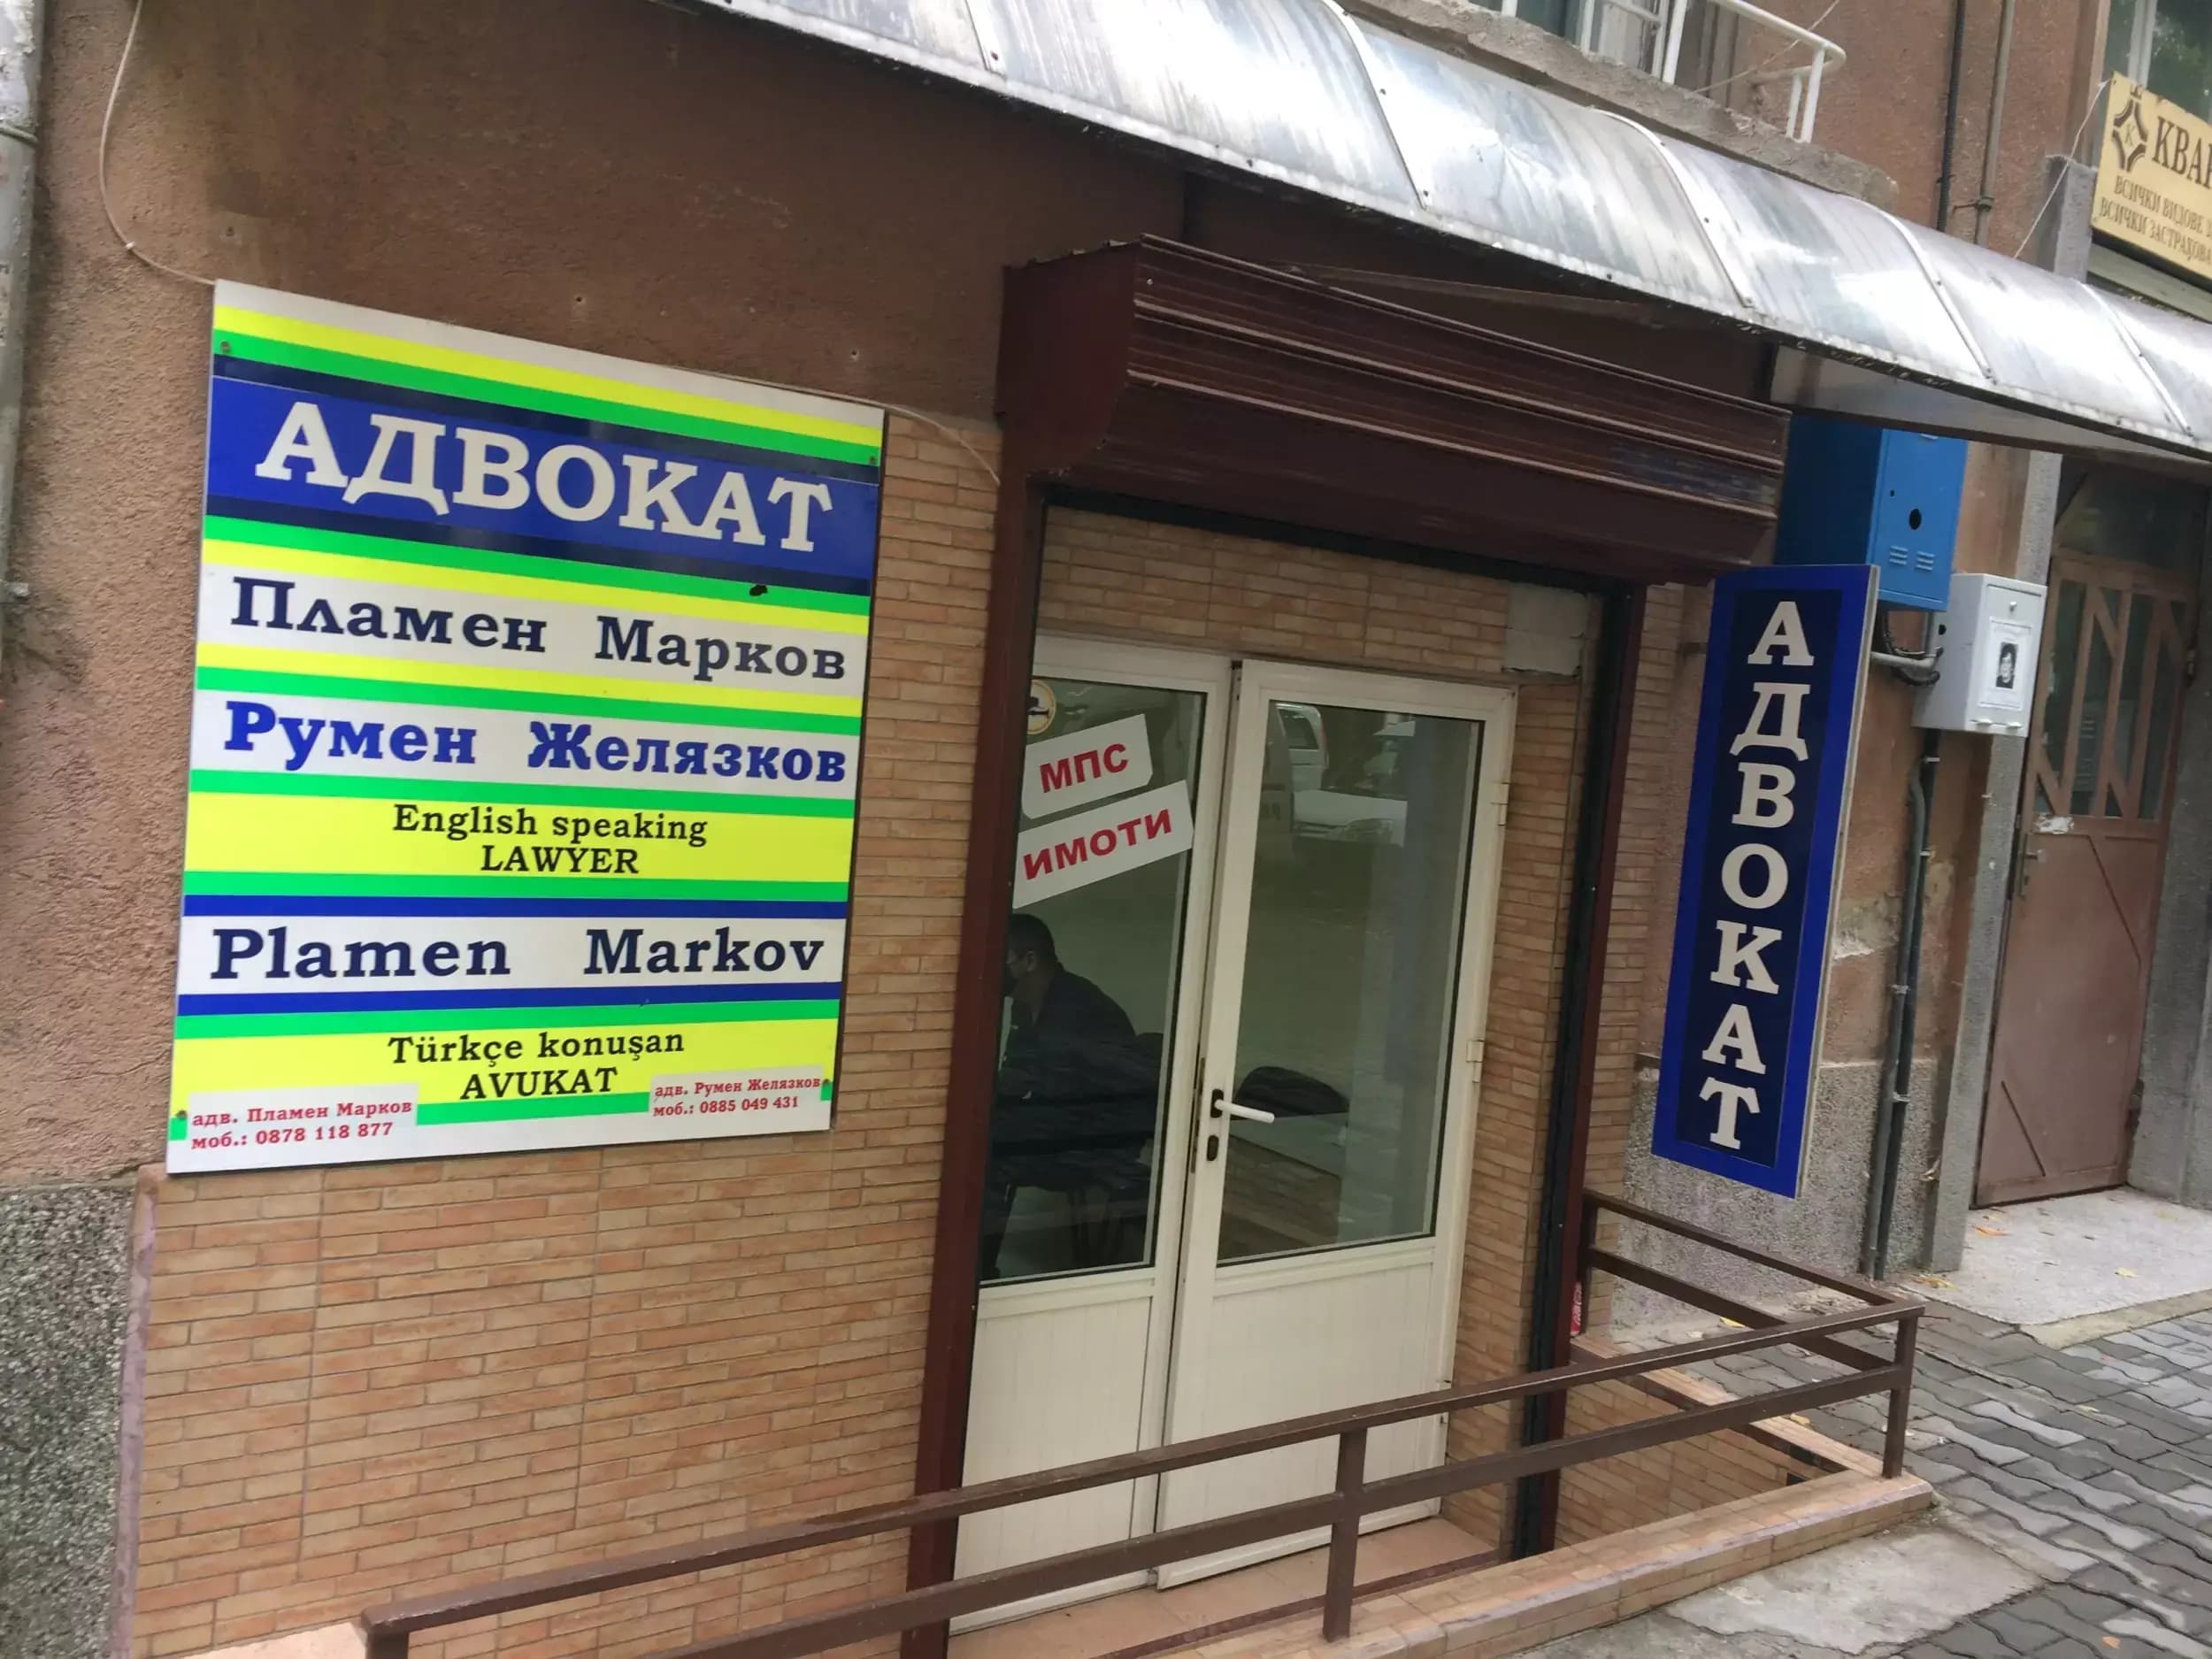 АДВОКАТ
Пламен Марков
Румен Желязков
English speaking
LAWYER
Plamen Markov
Türkçe konuşan
AVUKAT
адв. Пламен Марков
моб.: 0878 118 877
адв. Румен Желязков
моб.: 0885 049 431
МПС
ИМОТИ
АДВОКАТ
ВСИЧКИ ВИДОВЕ
ВСИЧКИ